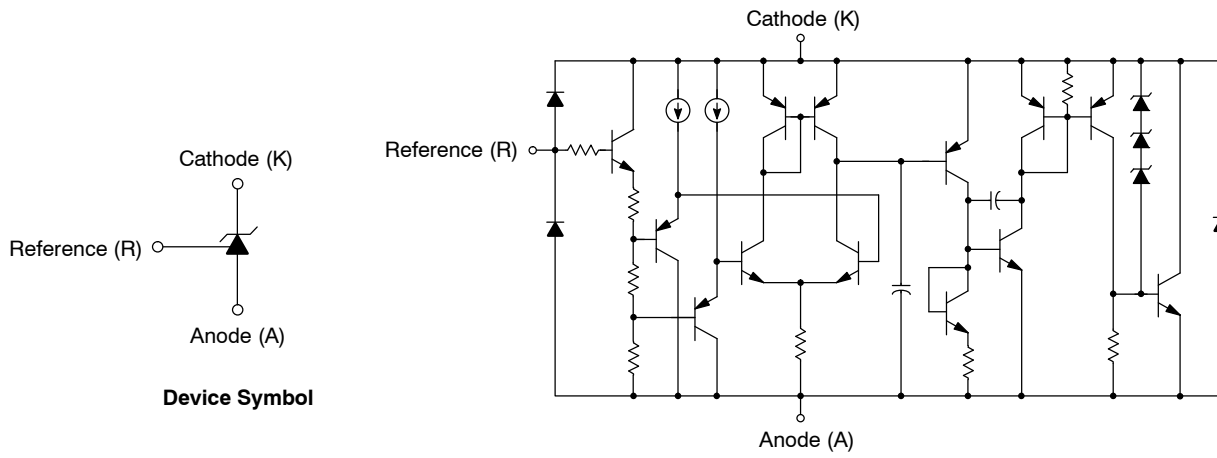 Cathode (K)
Reference (R)
Anode (A)
Device Symbol
Cathode (K)
Reference (R)
Anode (A)